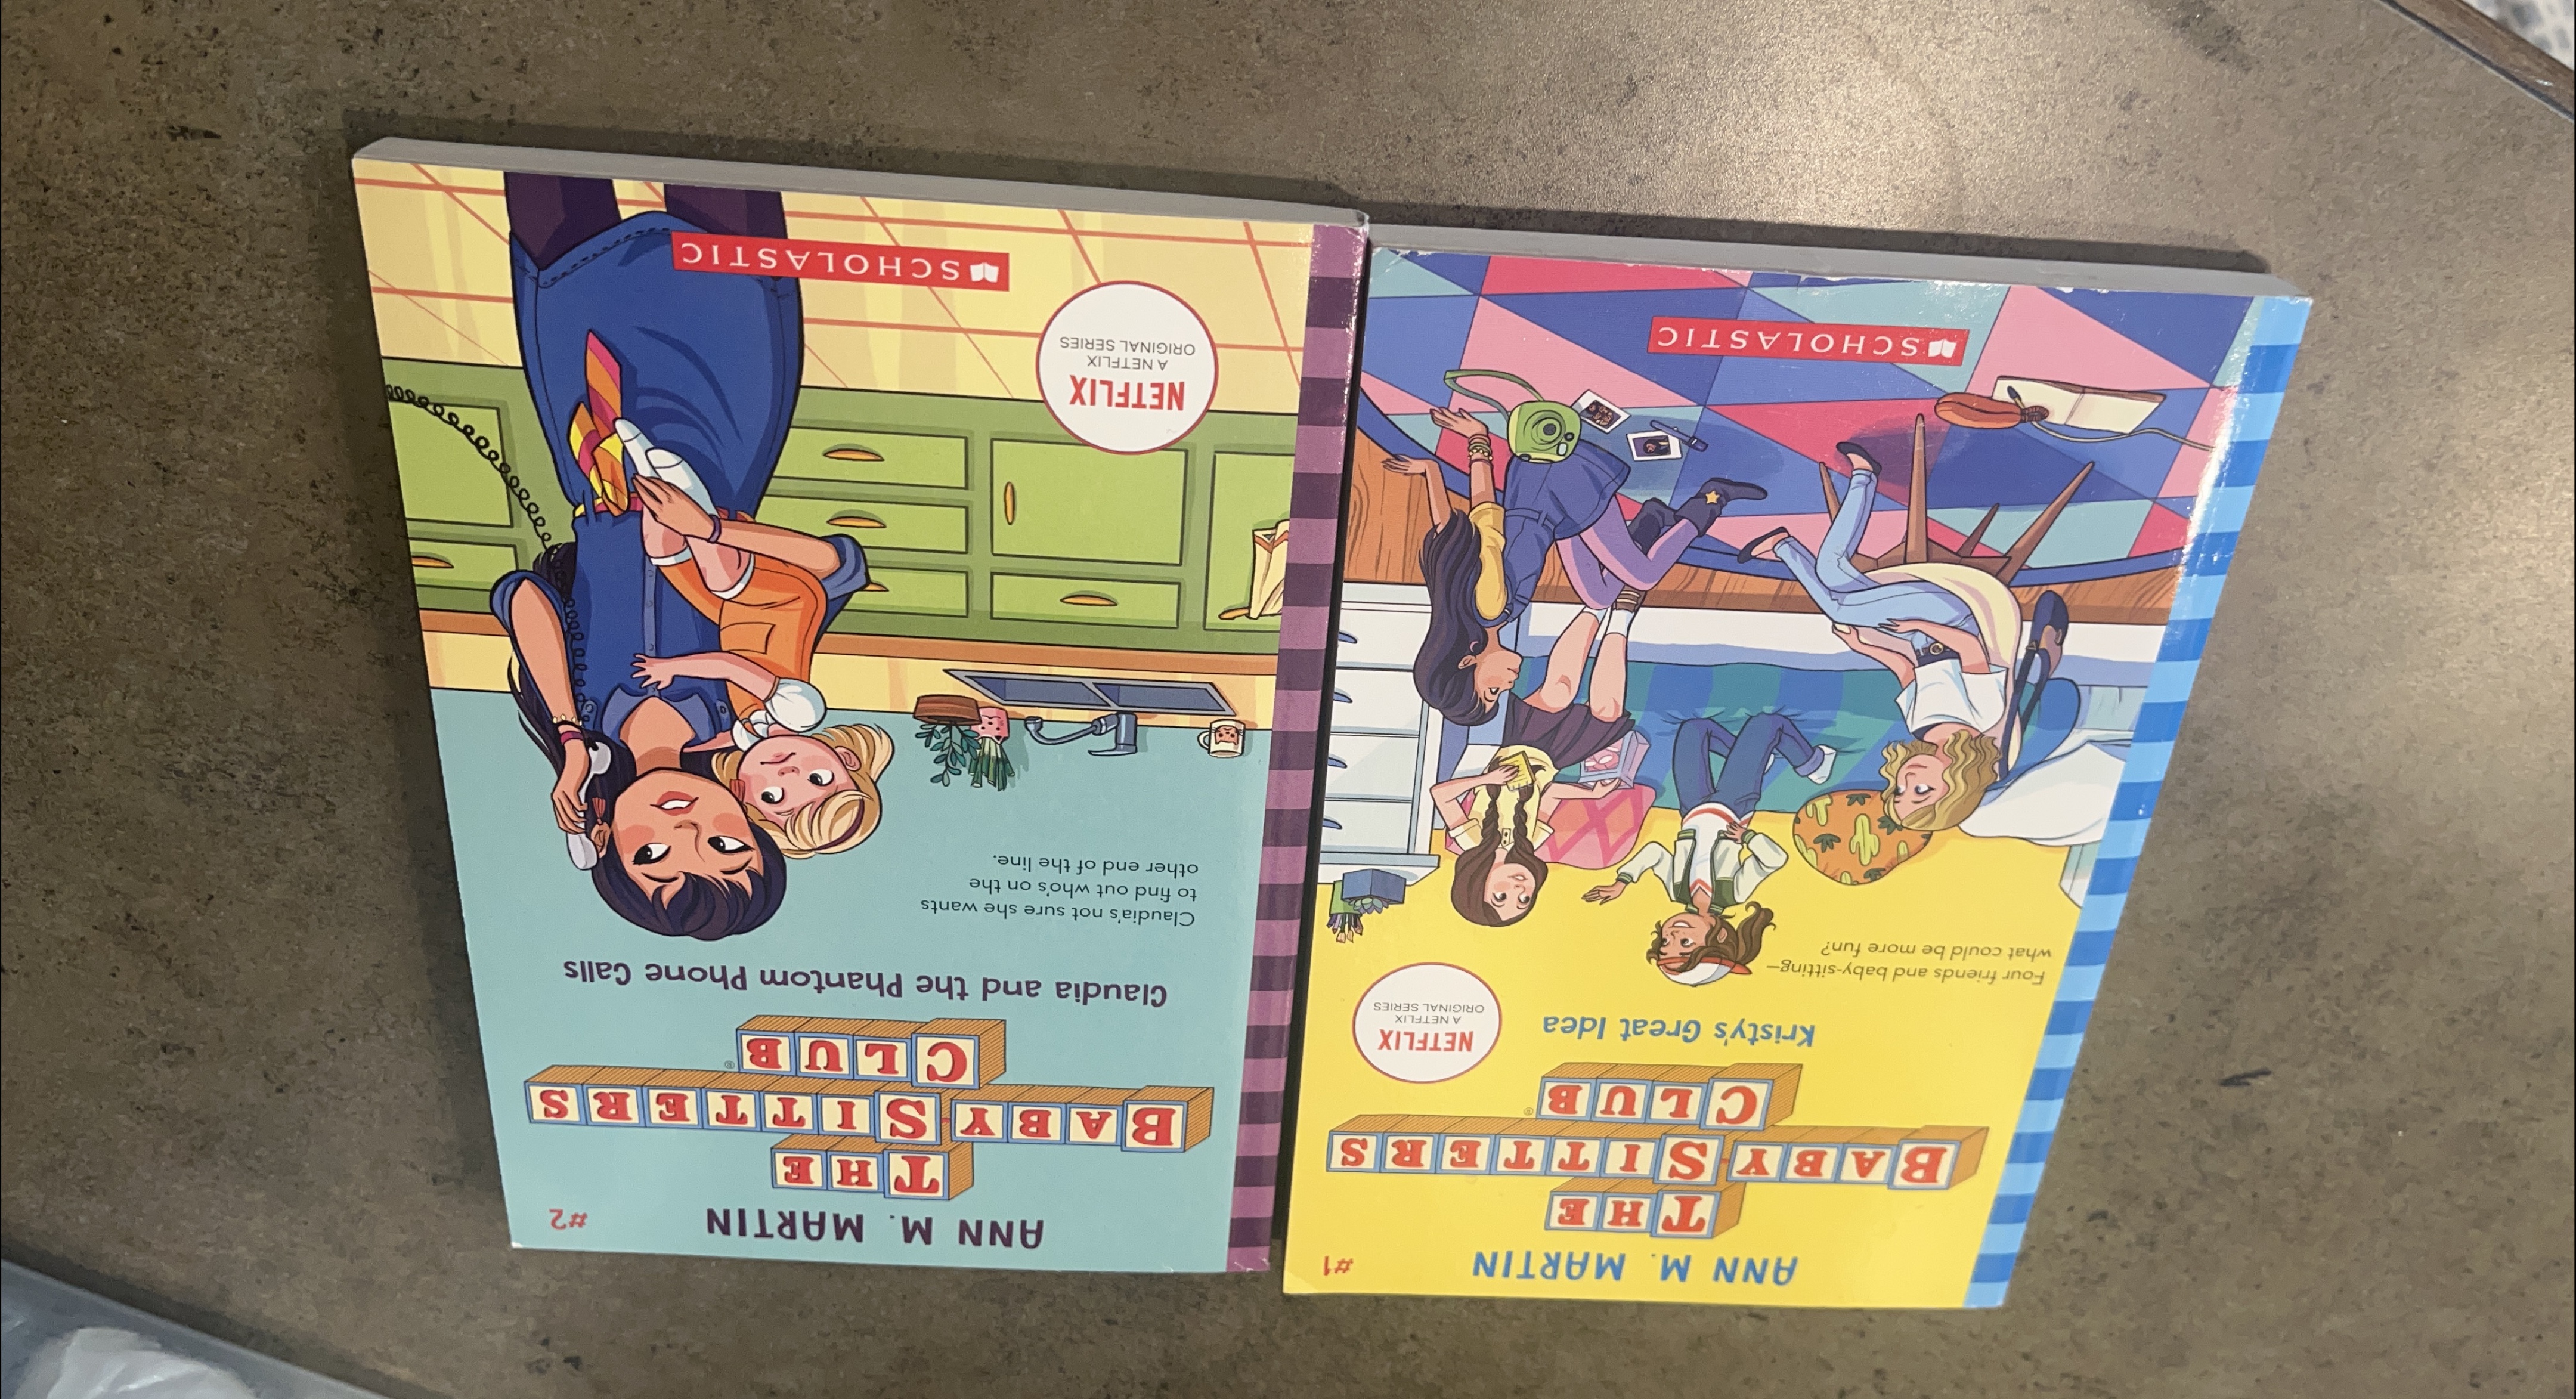 ANN M. MARTIN
#1
THE
BABY SITTERS
CLUB®
Kristy's Great Idea
NETFLIX
A NETFLIX
ORIGINAL SERIES
Four friends and baby-sitting—
what could be more fun?
SCHOLASTIC
ANN M. MARTIN
#2
THE
BABY SITTERS
CLUB®
Claudia and the Phantom Phone Calls
Claudia's not sure she wants
to find out who's on the
other end of the line.
NETFLIX
A NETFLIX
ORIGINAL SERIES
SCHOLASTIC